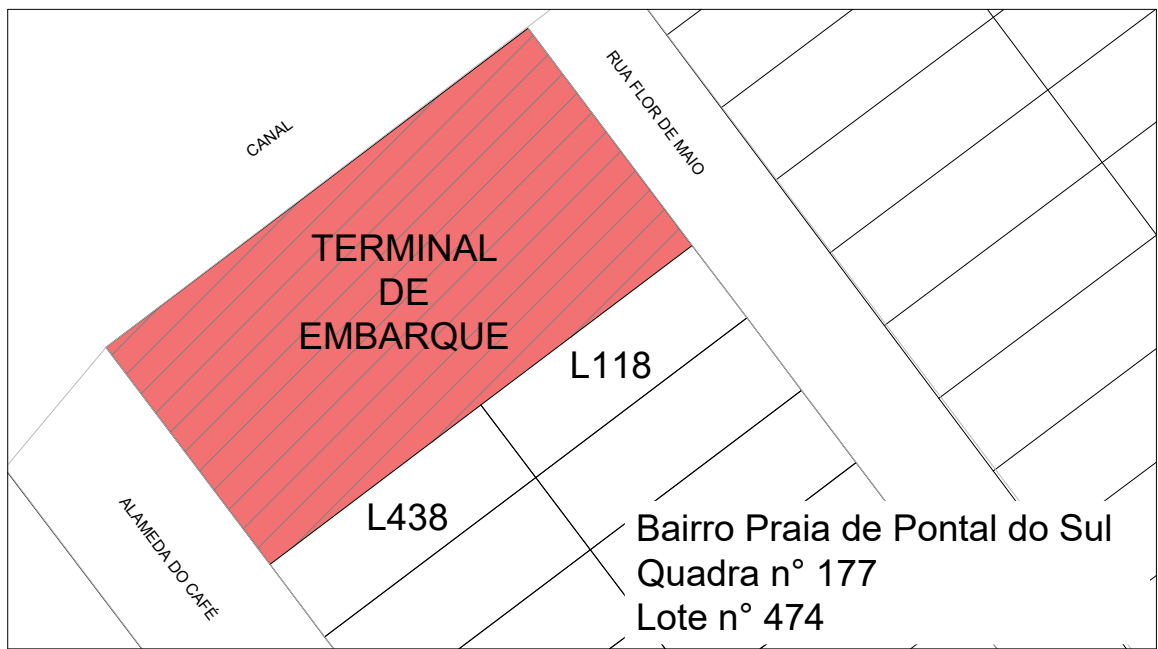 RUA FLOR DE MAIO
CANAL
TERMINAL
DE
EMBARQUE
L118
L438
ALAMEDA DO CAFÉ
Bairro Praia de Pontal do Sul
Quadra n° 177
Lote n° 474